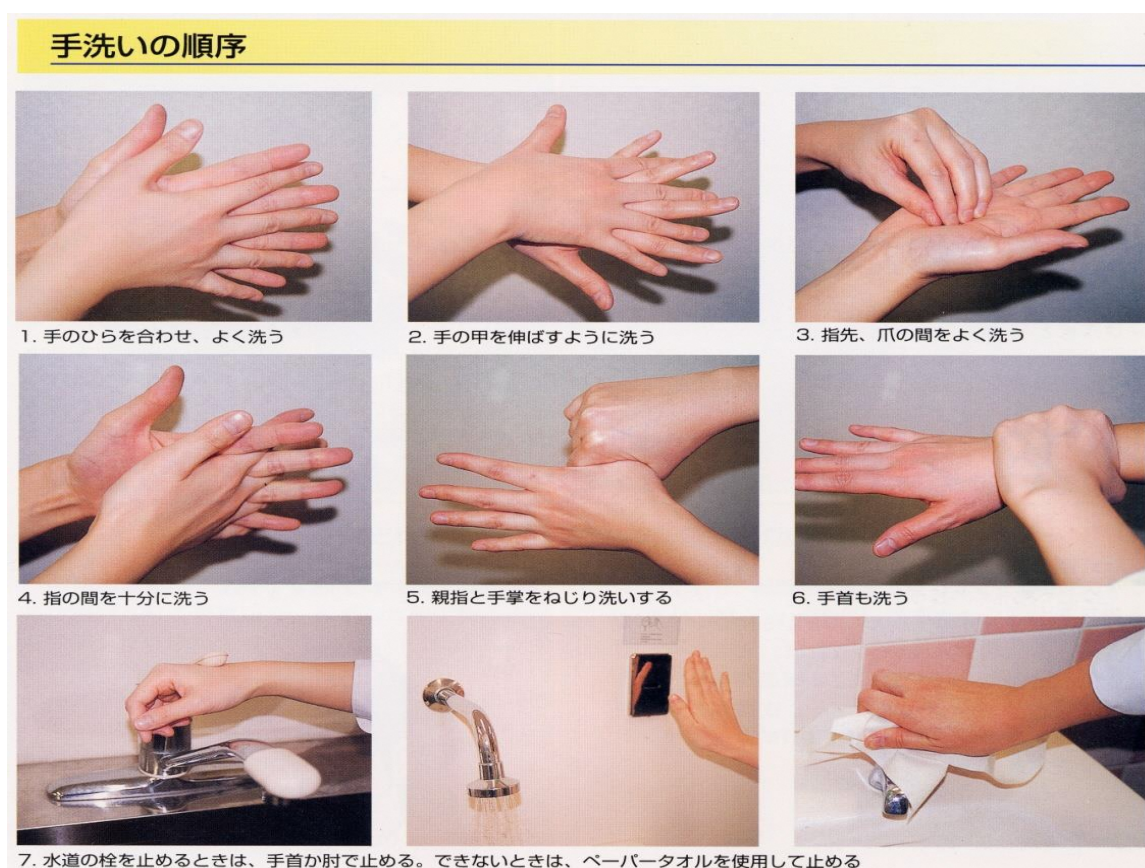 手洗いの順序
1. 手のひらを合わせ、よく洗う
2. 手の甲を伸ばすように洗う
3. 指先、爪の間をよく洗う
4. 指の間を十分に洗う
5. 親指と手掌をねじり洗いする
6. 手首も洗う
7. 水道の栓を止めるときは、手首か肘で止める。できないときは、ペーパータオルを使用して止める